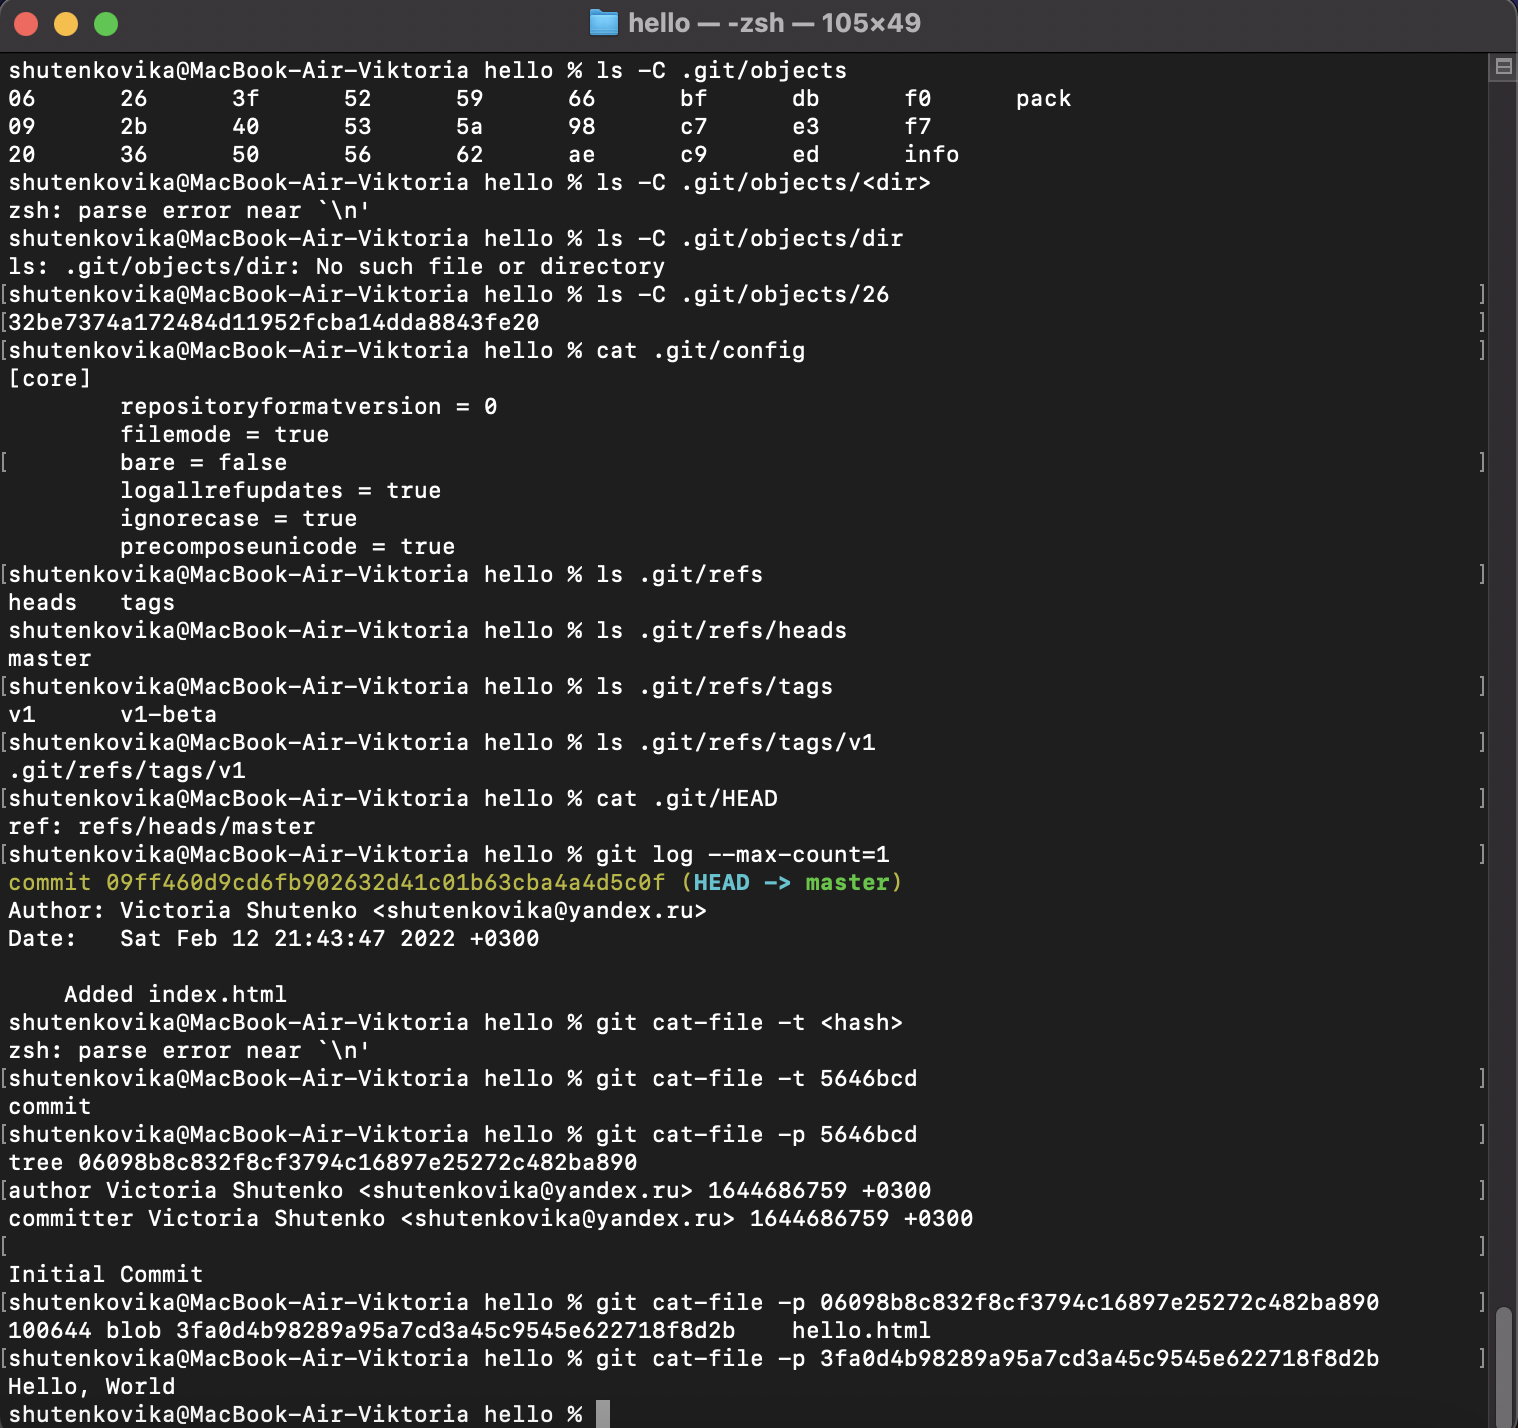 hello — -zsh — 105×49
shutenkovika@MacBook-Air-Viktoria hello % ls -C .git/objects
06 26 3f 52 59 66 bf db f0 pack
09 2b 40 53 5a 98 c7 e3 f7
20 36 50 56 62 ae c9 ed info
shutenkovika@MacBook-Air-Viktoria hello % ls -C .git/objects/<dir>
zsh: parse error near `\n'
shutenkovika@MacBook-Air-Viktoria hello % ls -C .git/objects/dir
ls: .git/objects/dir: No such file or directory
[shutenkovika@MacBook-Air-Viktoria hello % ls -C .git/objects/26 ]
[32be7374a172484d11952fcba14dda8843fe20 ]
[shutenkovika@MacBook-Air-Viktoria hello % cat .git/config ]
[core]
repositoryformatversion = 0
filemode = true
[ bare = false ]
logallrefupdates = true
ignorecase = true
precomposeunicode = true
[shutenkovika@MacBook-Air-Viktoria hello % ls .git/refs ]
heads tags
shutenkovika@MacBook-Air-Viktoria hello % ls .git/refs/heads
master
[shutenkovika@MacBook-Air-Viktoria hello % ls .git/refs/tags ]
v1 v1-beta
[shutenkovika@MacBook-Air-Viktoria hello % ls .git/refs/tags/v1 ]
.git/refs/tags/v1
[shutenkovika@MacBook-Air-Viktoria hello % cat .git/HEAD ]
ref: refs/heads/master
[shutenkovika@MacBook-Air-Viktoria hello % git log --max-count=1 ]
commit 09ff460d9cd6fb902632d41c01b63cba4a4d5c0f (HEAD -> master)
Author: Victoria Shutenko <shutenkovika@yandex.ru>
Date: Sat Feb 12 21:43:47 2022 +0300
Added index.html
shutenkovika@MacBook-Air-Viktoria hello % git cat-file -t <hash>
zsh: parse error near `\n'
[shutenkovika@MacBook-Air-Viktoria hello % git cat-file -t 5646bcd ]
commit
[shutenkovika@MacBook-Air-Viktoria hello % git cat-file -p 5646bcd ]
tree 06098b8c832f8cf3794c16897e25272c482ba890
[author Victoria Shutenko <shutenkovika@yandex.ru> 1644686759 +0300 ]
committer Victoria Shutenko <shutenkovika@yandex.ru> 1644686759 +0300
[ ]
Initial Commit
[shutenkovika@MacBook-Air-Viktoria hello % git cat-file -p 06098b8c832f8cf3794c16897e25272c482ba890 ]
100644 blob 3fa0d4b98289a95a7cd3a45c9545e622718f8d2b hello.html
[shutenkovika@MacBook-Air-Viktoria hello % git cat-file -p 3fa0d4b98289a95a7cd3a45c9545e622718f8d2b ]
Hello, World
shutenkovika@MacBook-Air-Viktoria hello %